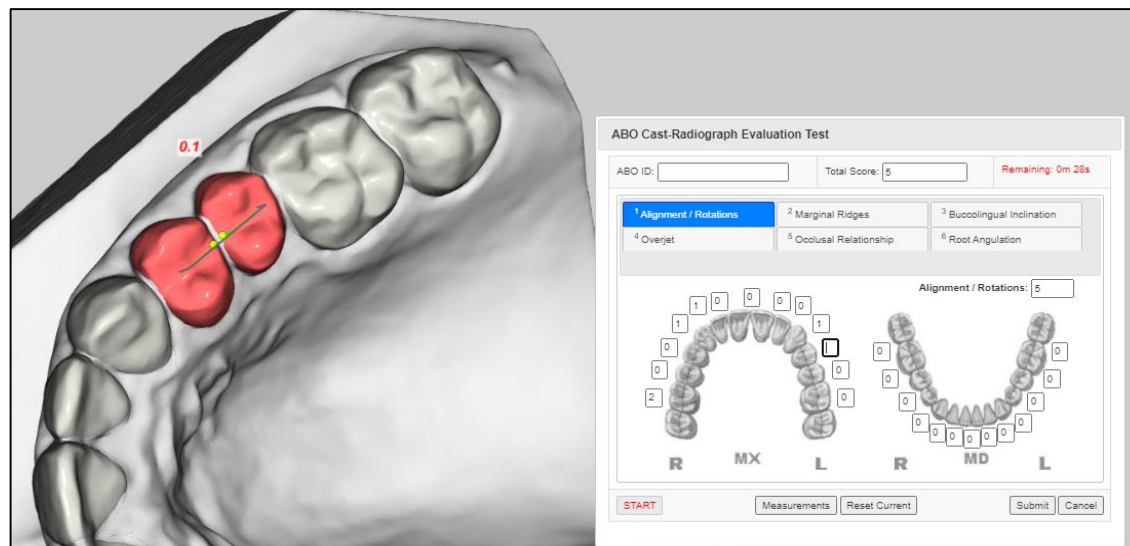 0.1
ABO Cast-Radiograph Evaluation Test
ABO ID: Total Score: 5 Remaining: 0m 28s
1 Alignment / Rotations 2 Marginal Ridges 3 Buccolingual Inclination
4 Overjet 5 Occlusal Relationship 6 Root Angulation
Alignment / Rotations: 5
1 0 0 0 0
1 1
0 0 0
0 0 0 0
2 0 0 0
0 0 0 0 0 0 0
R MX L R MD L
START Measurements Reset Current Submit Cancel